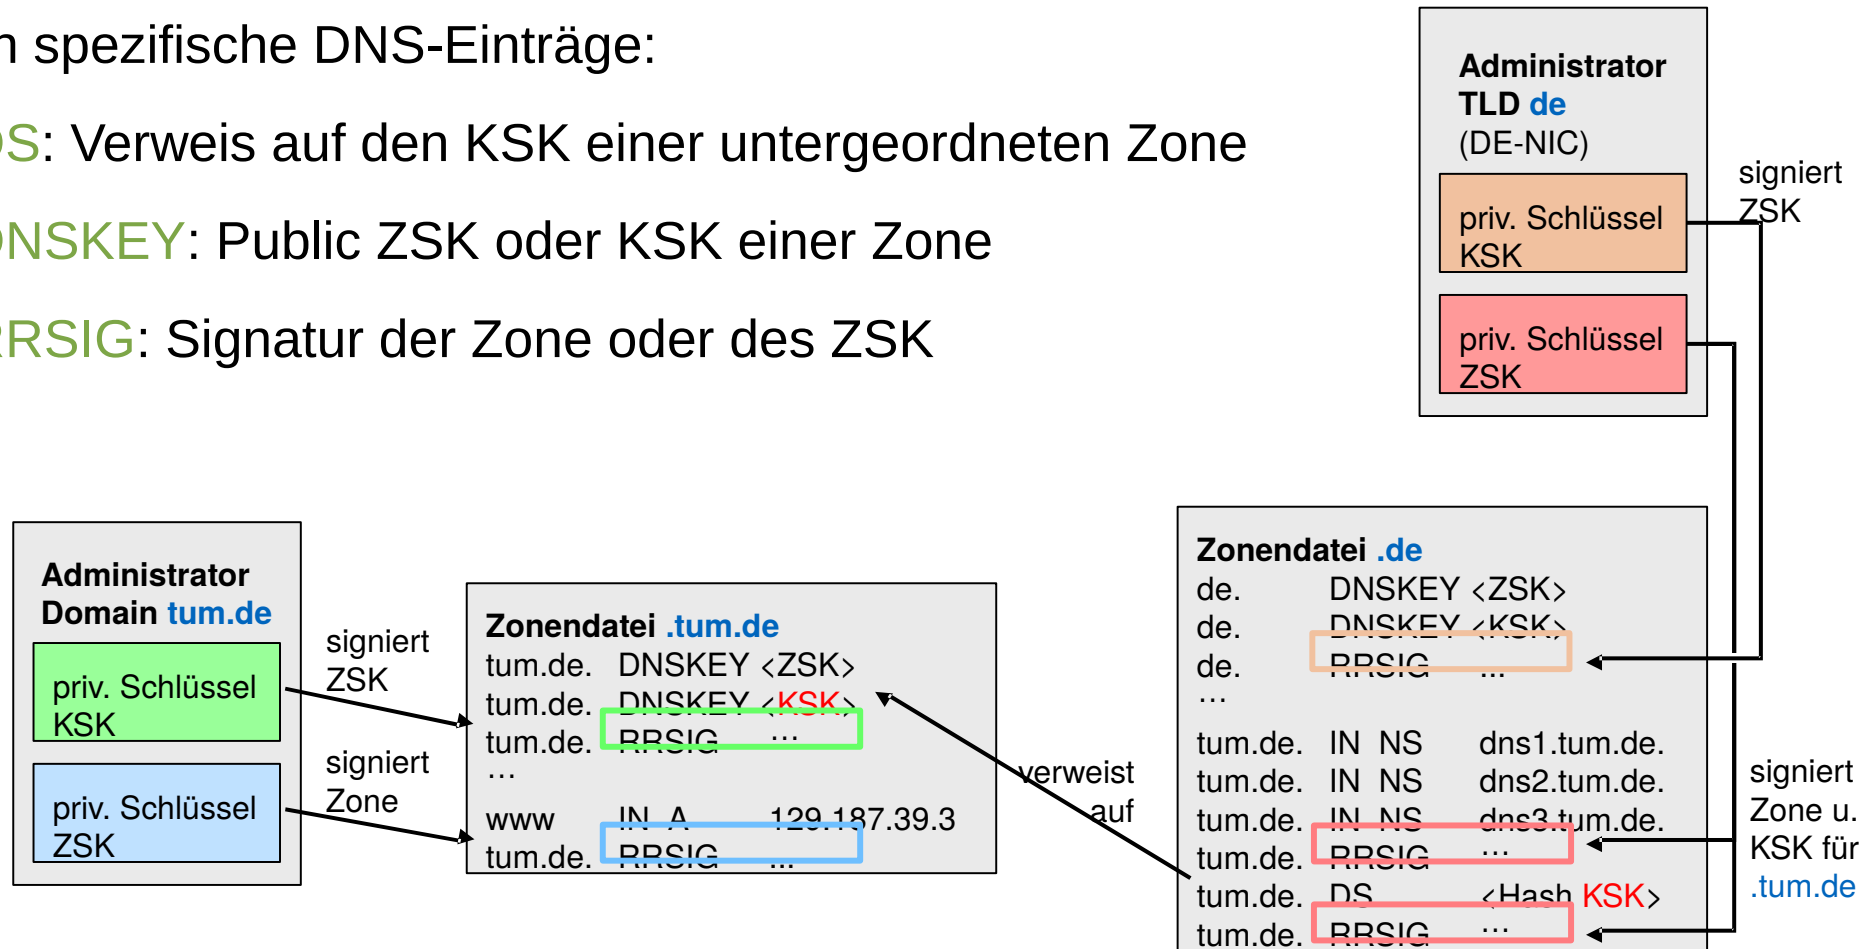 n spezifische DNS-Einträge:
DS: Verweis auf den KSK einer untergeordneten Zone
DNSKEY: Public ZSK oder KSK einer Zone
RRSIG: Signatur der Zone oder des ZSK
Administrator
TLD de
(DE-NIC)
priv. Schlüssel
KSK
priv. Schlüssel
ZSK
signiert
ZSK
Administrator
Domain tum.de
priv. Schlüssel
KSK
priv. Schlüssel
ZSK
signiert
ZSK
signiert
Zone
Zonendatei .tum.de
tum.de. DNSKEY <ZSK>
tum.de. DNSKEY <KSK>
tum.de. RRSIG ...
...
www IN A 129.187.39.3
tum.de. RRSIG ...
verweist
auf
Zonendatei .de
de. DNSKEY <ZSK>
de. DNSKEY <KSK>
de. RRSIG ...
...
tum.de. IN NS dns1.tum.de.
tum.de. IN NS dns2.tum.de.
tum.de. IN NS dns3.tum.de.
tum.de. RRSIG ...
tum.de. DS <Hash KSK>
tum.de. RRSIG ...
signiert
Zone u.
KSK für
.tum.de